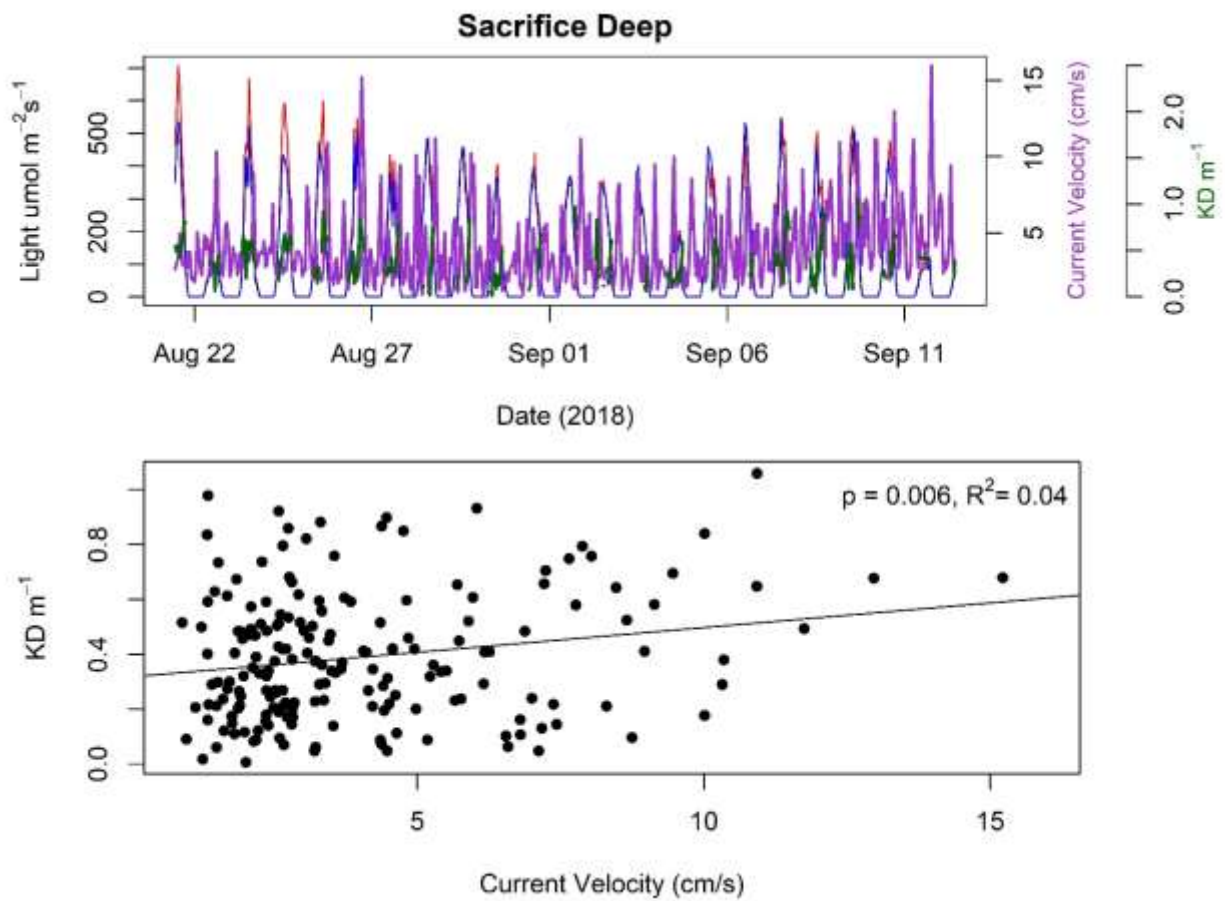 Sacrifice Deep
Light umol m⁻²s⁻¹
0
200
500
5
10
15
Current Velocity (cm/s)
0.0
1.0
2.0
KD m⁻¹
Aug 22
Aug 27
Sep 01
Sep 06
Sep 11
Date (2018)
p = 0.006, R²= 0.04
KD m⁻¹
0.0
0.4
0.8
5
10
15
Current Velocity (cm/s)